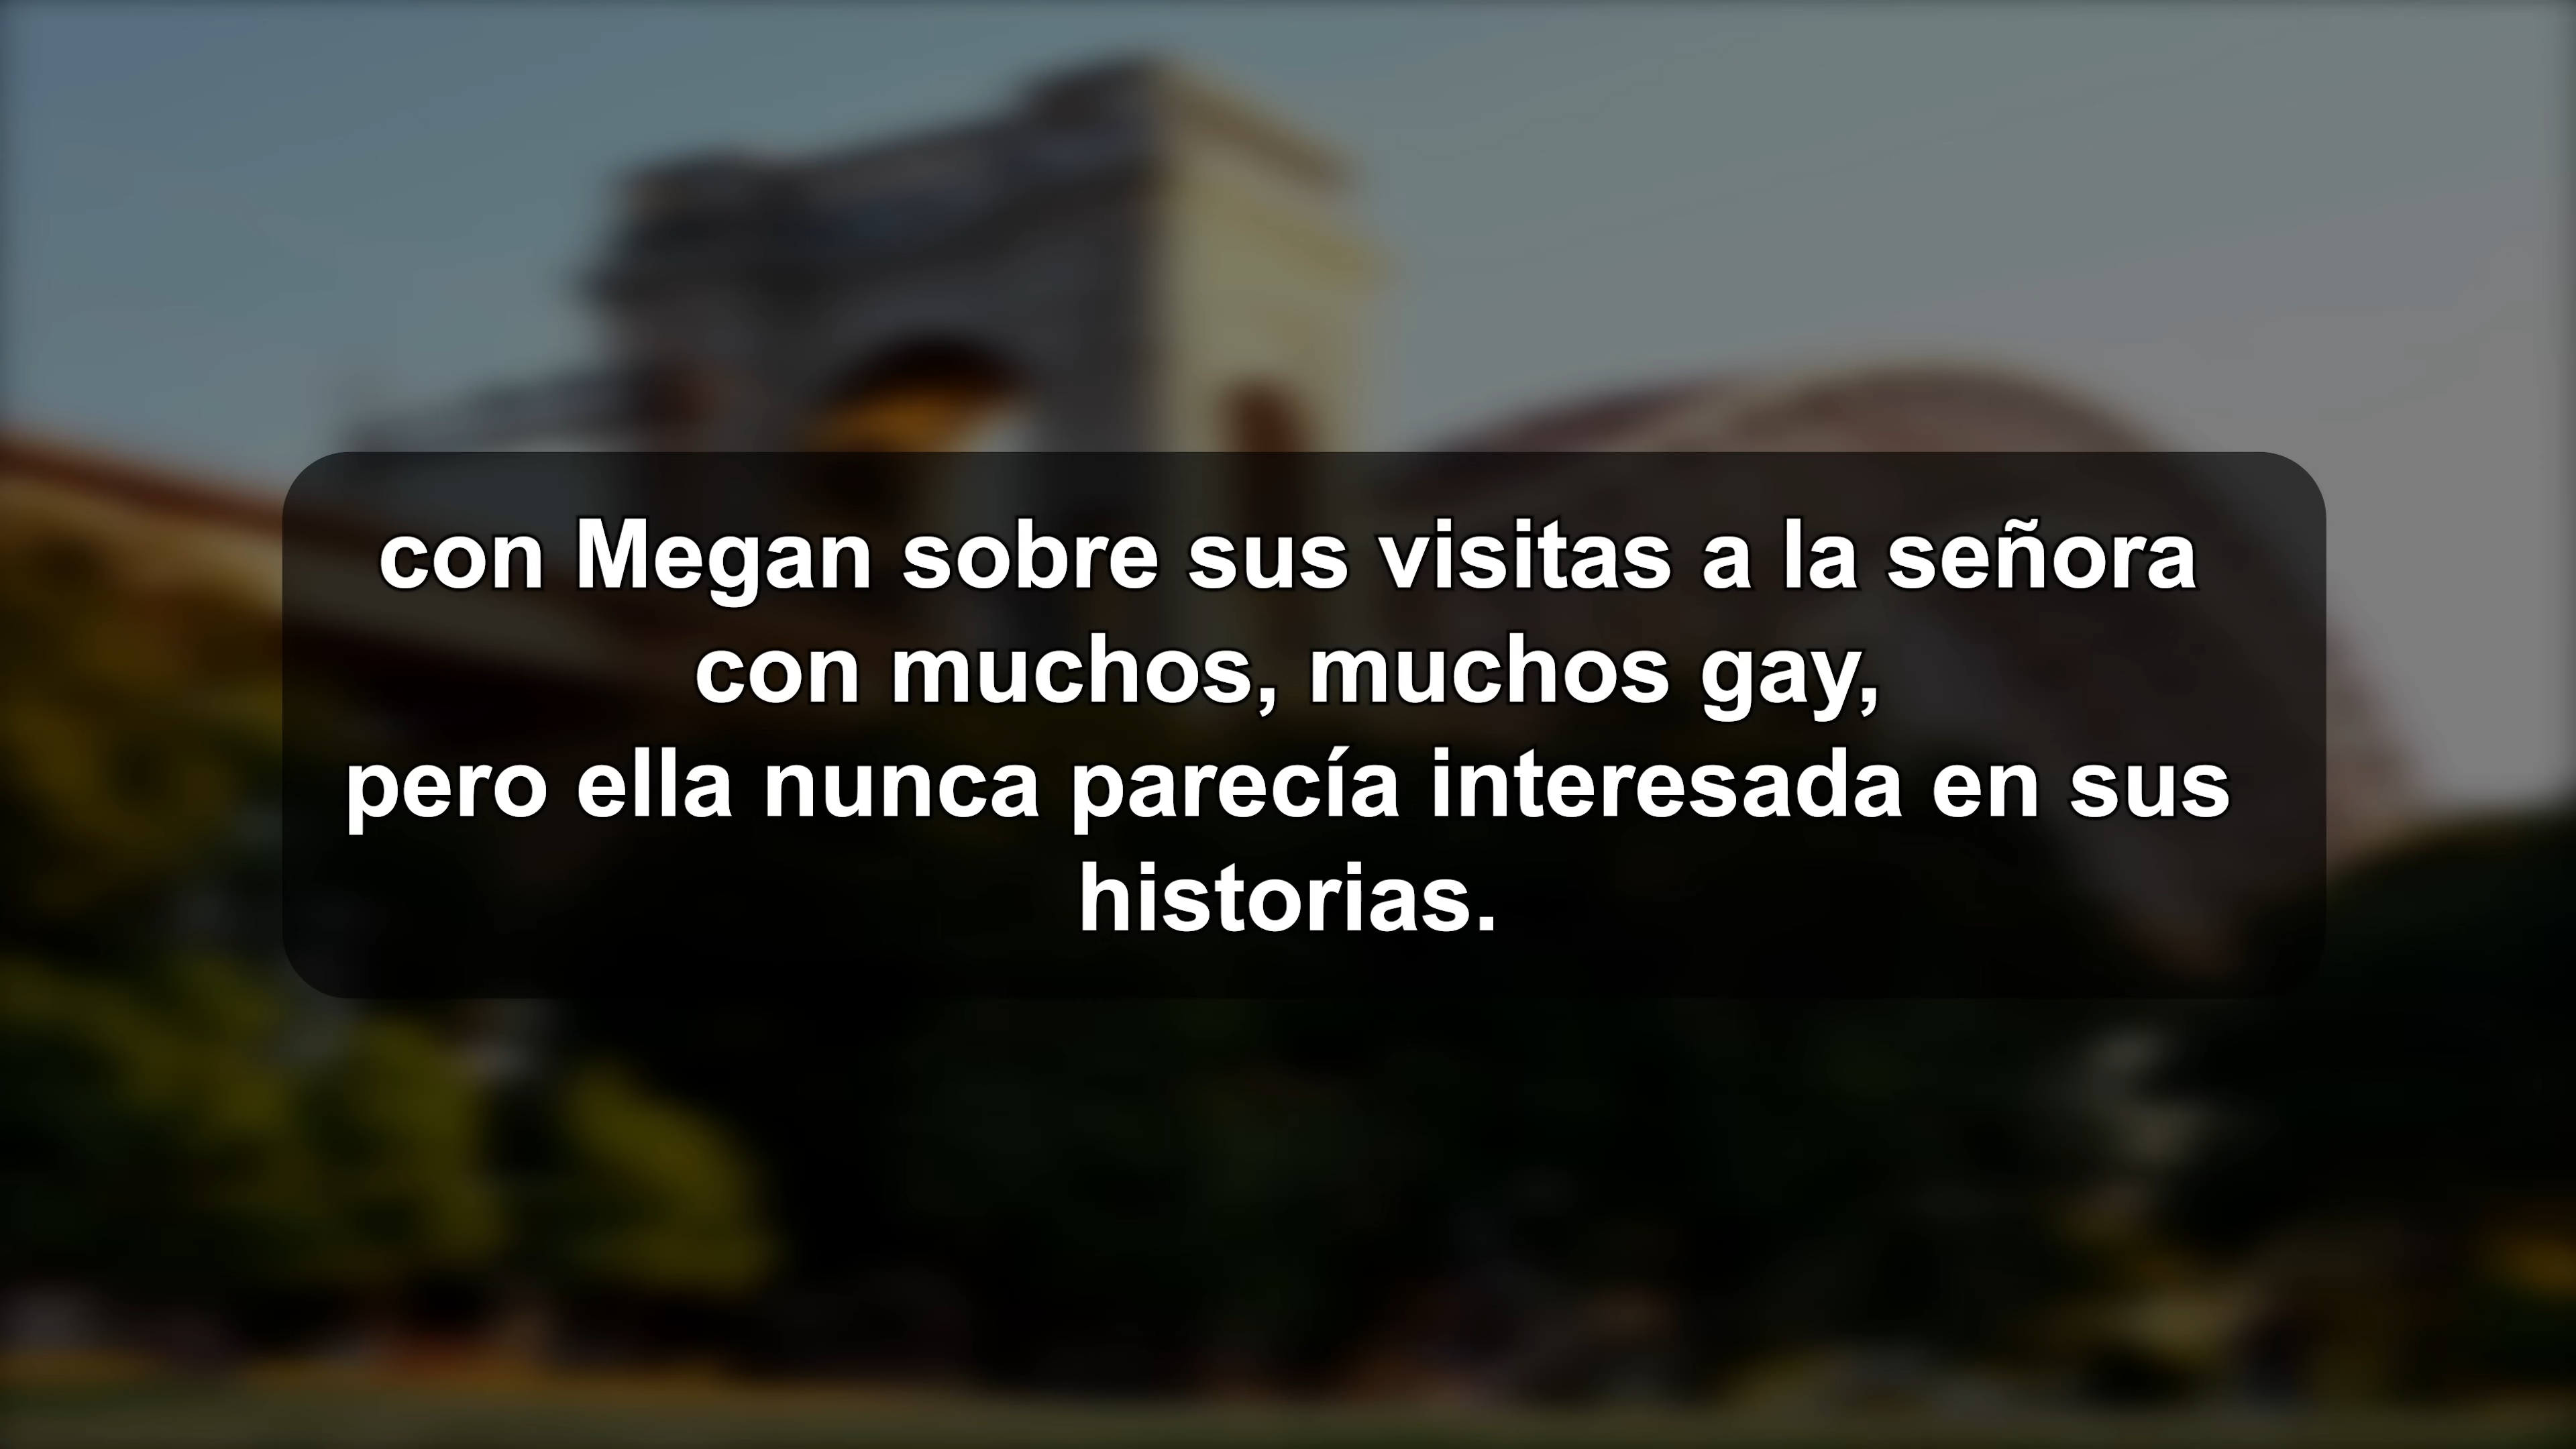 con Megan sobre sus visitas a la señora
con muchos, muchos gay,
pero ella nunca parecía interesada en sus
historias.